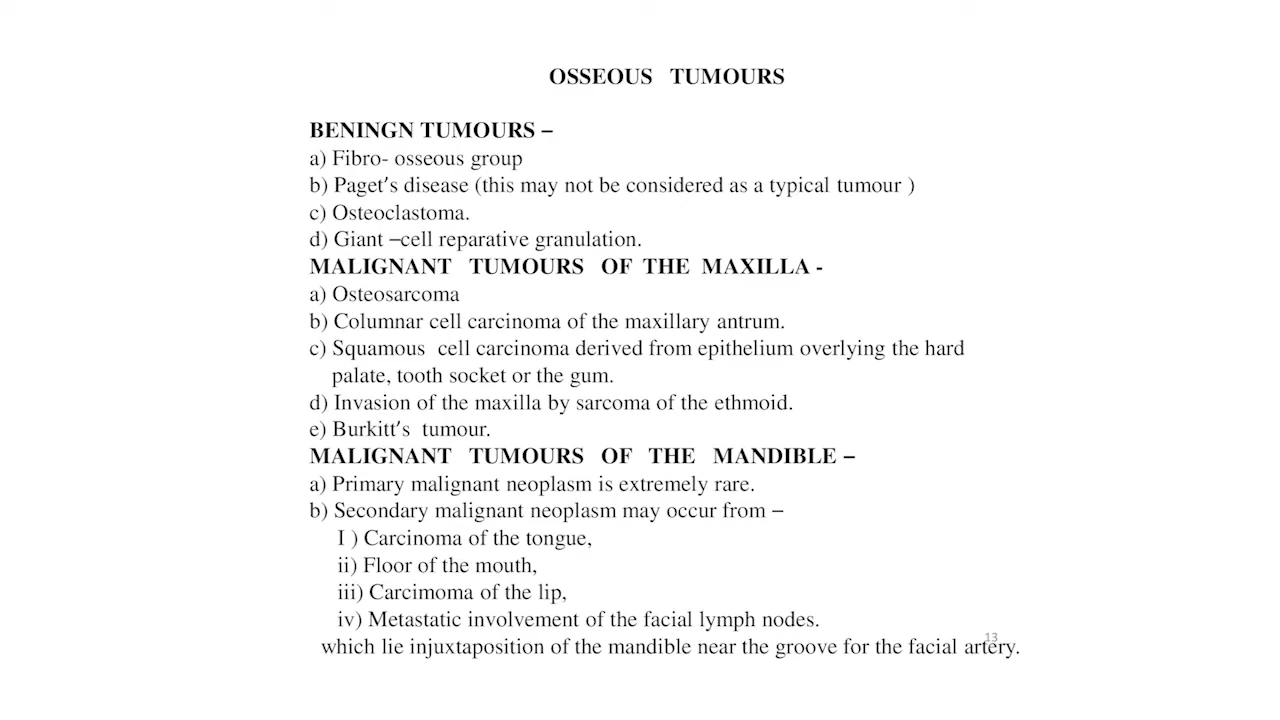 OSSEOUS TUMOURS
BENINGN TUMOURS –
a) Fibro- osseous group
b) Paget’s disease (this may not be considered as a typical tumour )
c) Osteoclastoma.
d) Giant –cell reparative granulation.
MALIGNANT TUMOURS OF THE MAXILLA -
a) Osteosarcoma
b) Columnar cell carcinoma of the maxillary antrum.
c) Squamous cell carcinoma derived from epithelium overlying the hard
palate, tooth socket or the gum.
d) Invasion of the maxilla by sarcoma of the ethmoid.
e) Burkitt’s tumour.
MALIGNANT TUMOURS OF THE MANDIBLE –
a) Primary malignant neoplasm is extremely rare.
b) Secondary malignant neoplasm may occur from –
I ) Carcinoma of the tongue,
ii) Floor of the mouth,
iii) Carcimoma of the lip,
iv) Metastatic involvement of the facial lymph nodes.
which lie injuxtaposition of the mandible near the groove for the facial artery.
13